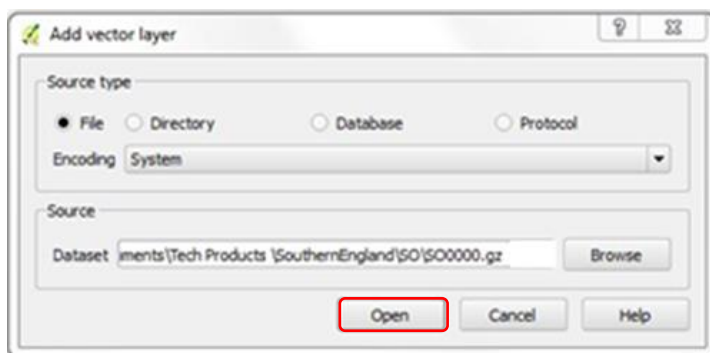 Add vector layer
Source type
File Directory Database Protocol
Encoding System
Source
Dataset iments\Tech Products \SouthernEngland\SO\SO0000.gz Browse
Open Cancel Help